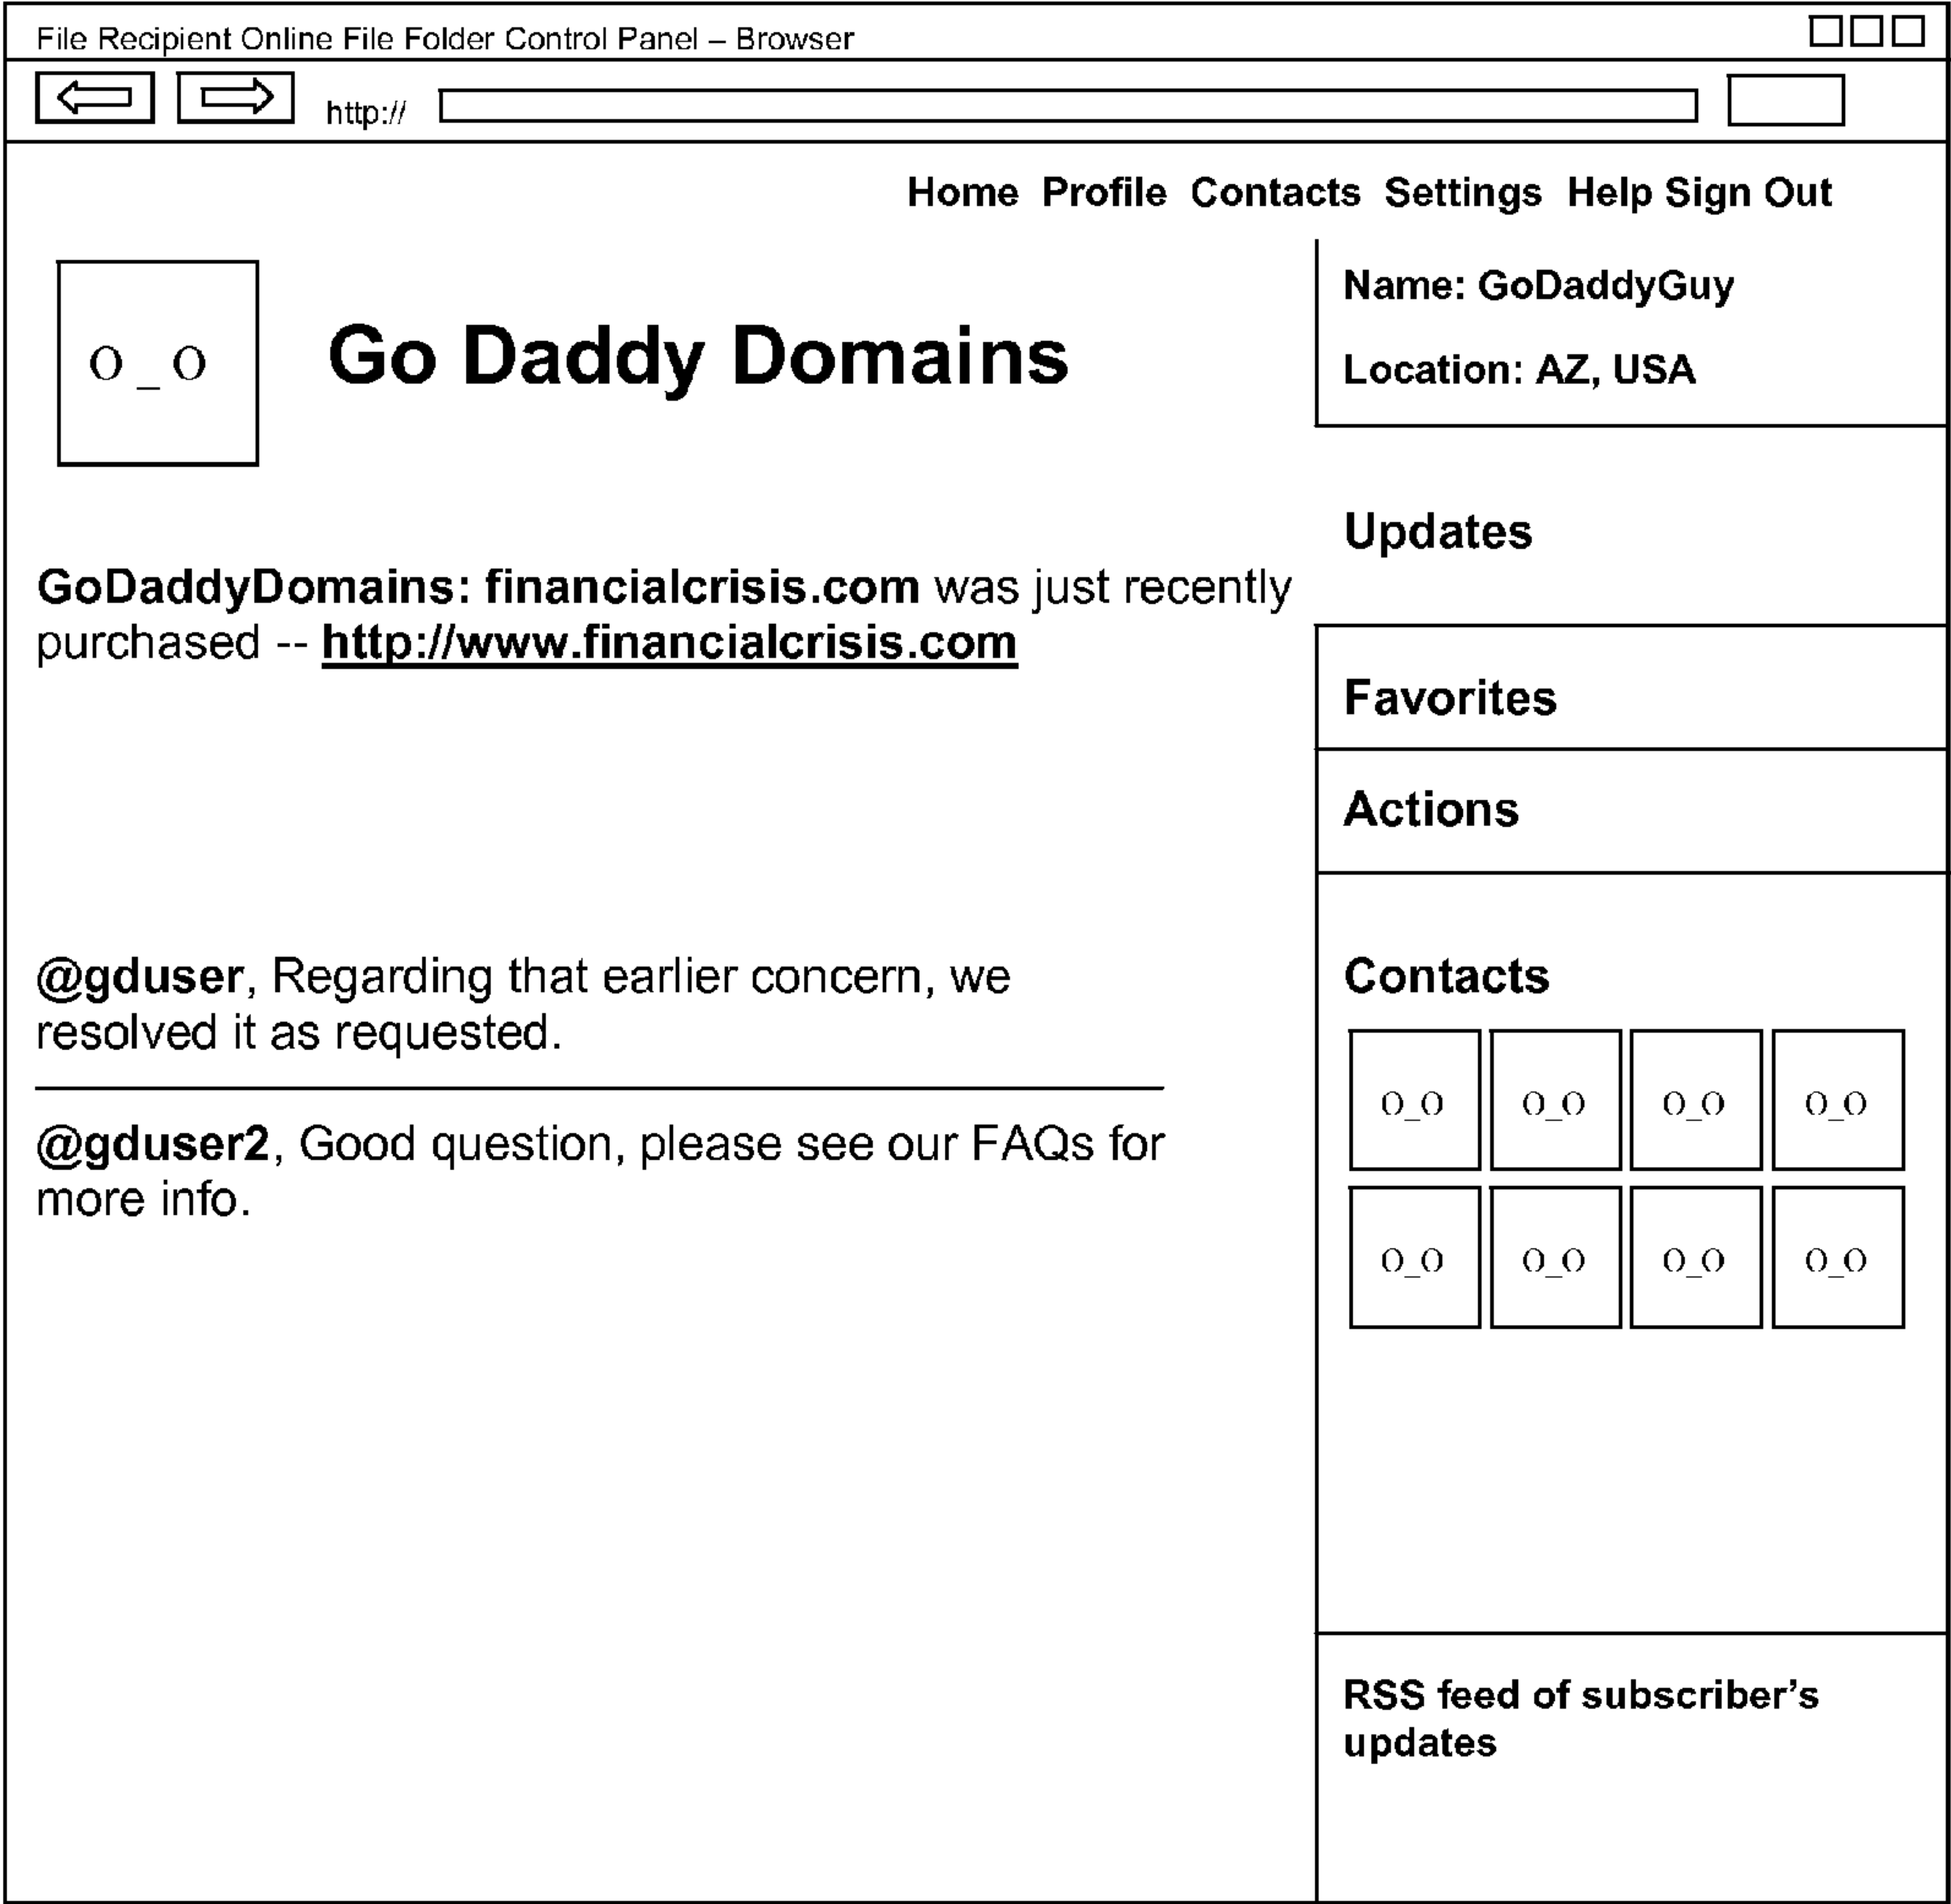 File Recipient Online File Folder Control Panel – Browser
http://
Home Profile Contacts Settings Help Sign Out
O_O
Go Daddy Domains
Name: GoDaddyGuy
Location: AZ, USA
Updates
GoDaddyDomains: financialcrisis.com was just recently
purchased -- http://www.financialcrisis.com
Favorites
Actions
@gduser, Regarding that earlier concern, we
resolved it as requested.
@gduser2, Good question, please see our FAQs for
more info.
Contacts
O_O O_O O_O O_O
O_O O_O O_O O_O
RSS feed of subscriber’s
updates